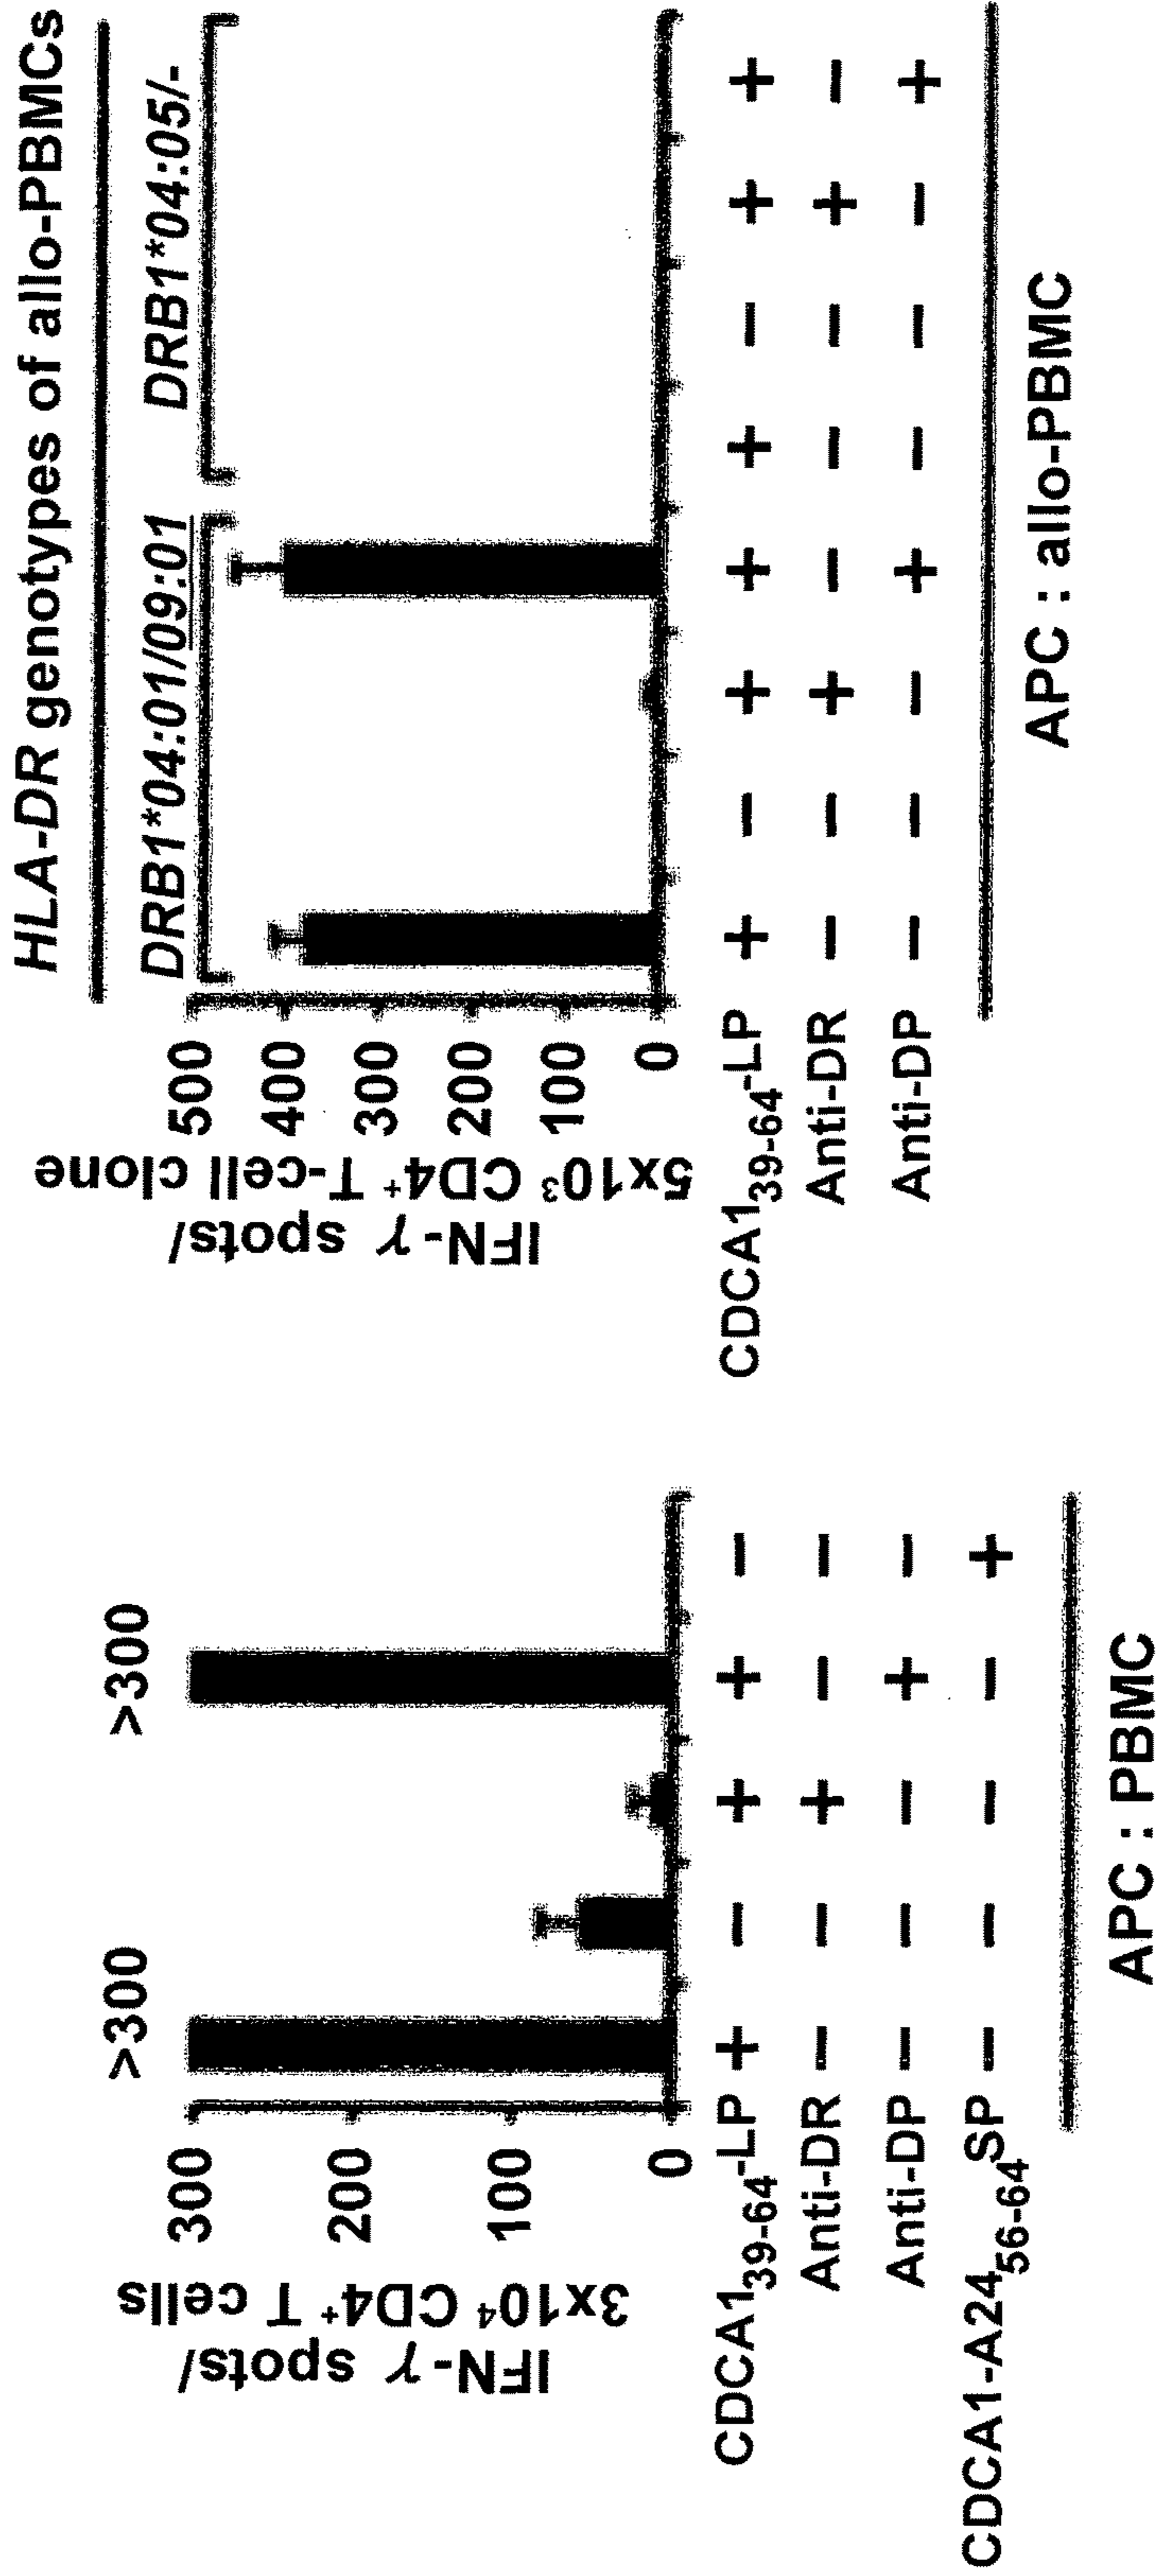 >300 >300
300
200
100
0
IFN-γ spots/
3x10⁴ CD4⁺ T cells
CDCA1₃₉₋₆₄-LP + − + + −
Anti-DR − − + − −
Anti-DP − − − + −
CDCA1-A24₅₆₋₆₄SP − − − − +
APC : PBMC
HLA-DR genotypes of allo-PBMCs
DRB1*04:01/09:01 DRB1*04:05/-
500
400
300
200
100
0
IFN-γ spots/
5x10³ CD4⁺ T-cell clone
CDCA1₃₉₋₆₄-LP + − + + + − + +
Anti-DR − − + − − − + −
Anti-DP − − − + − − − +
APC : allo-PBMC